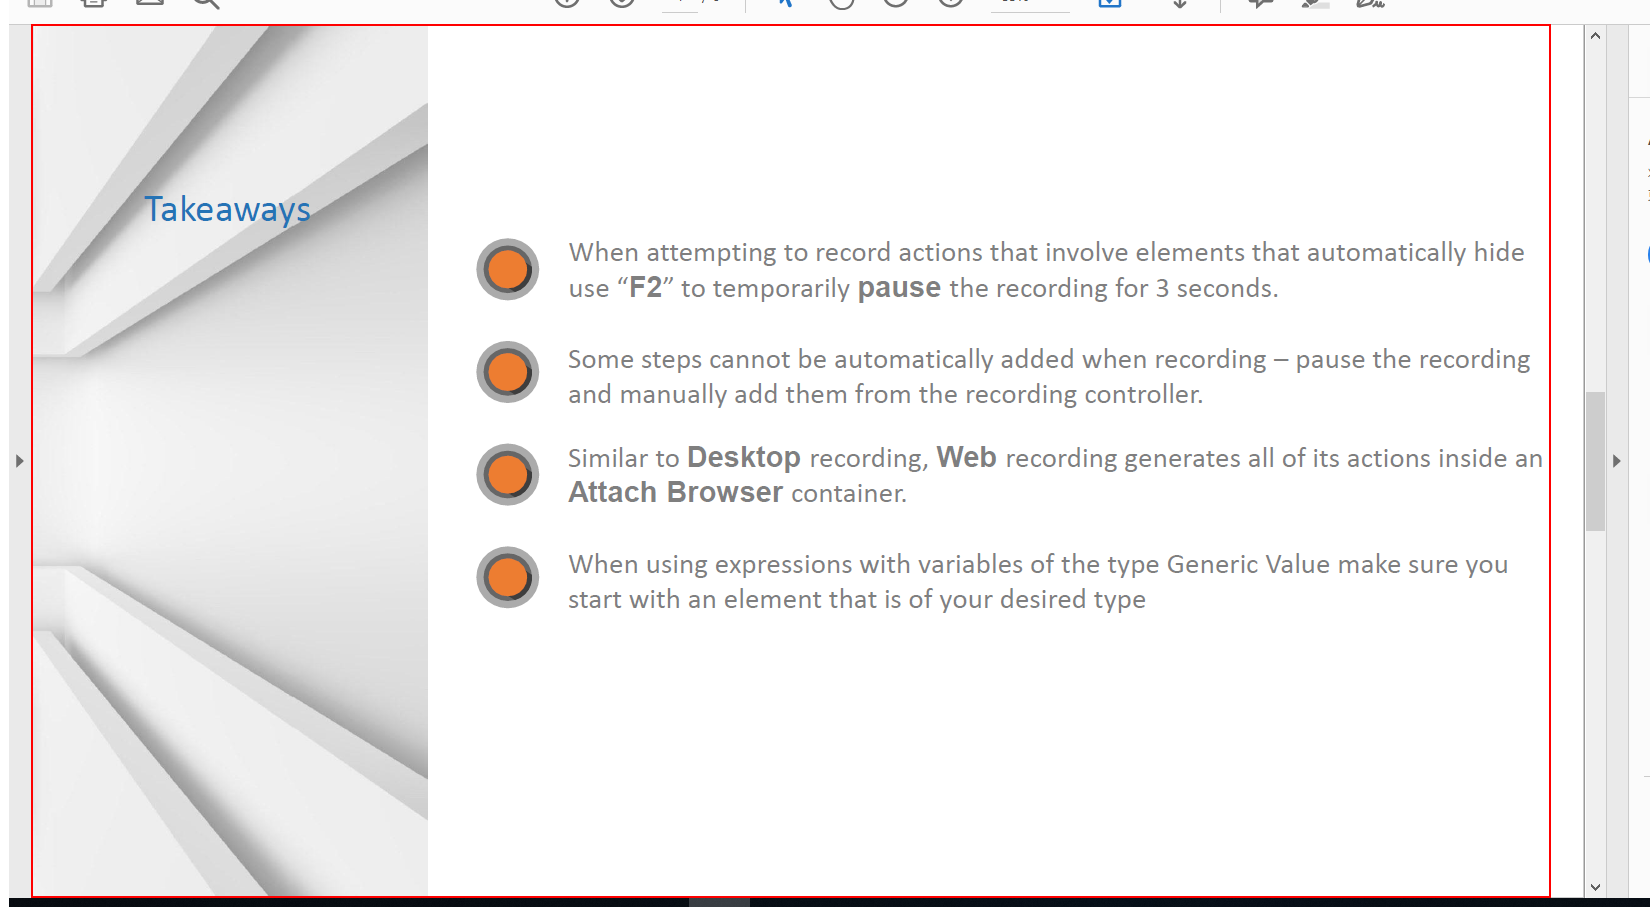 Takeaways
When attempting to record actions that involve elements that automatically hide
use “F2” to temporarily pause the recording for 3 seconds.
Some steps cannot be automatically added when recording – pause the recording
and manually add them from the recording controller.
Similar to Desktop recording, Web recording generates all of its actions inside an
Attach Browser container.
When using expressions with variables of the type Generic Value make sure you
start with an element that is of your desired type